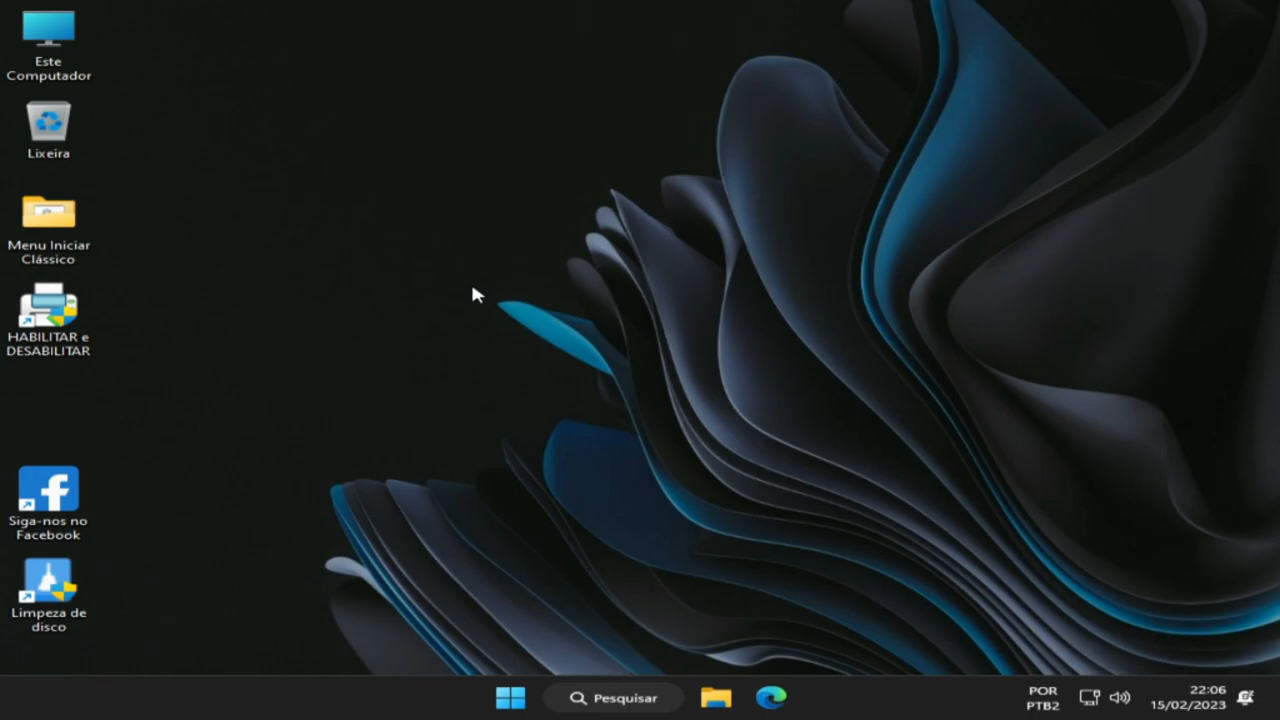 Este
Computador
Lixeira
Menu Iniciar
Clássico
HABILITAR e
DESABILITAR
Siga-nos no
Facebook
Limpeza de
disco
Pesquisar
POR
PTB2
22:06
15/02/2023